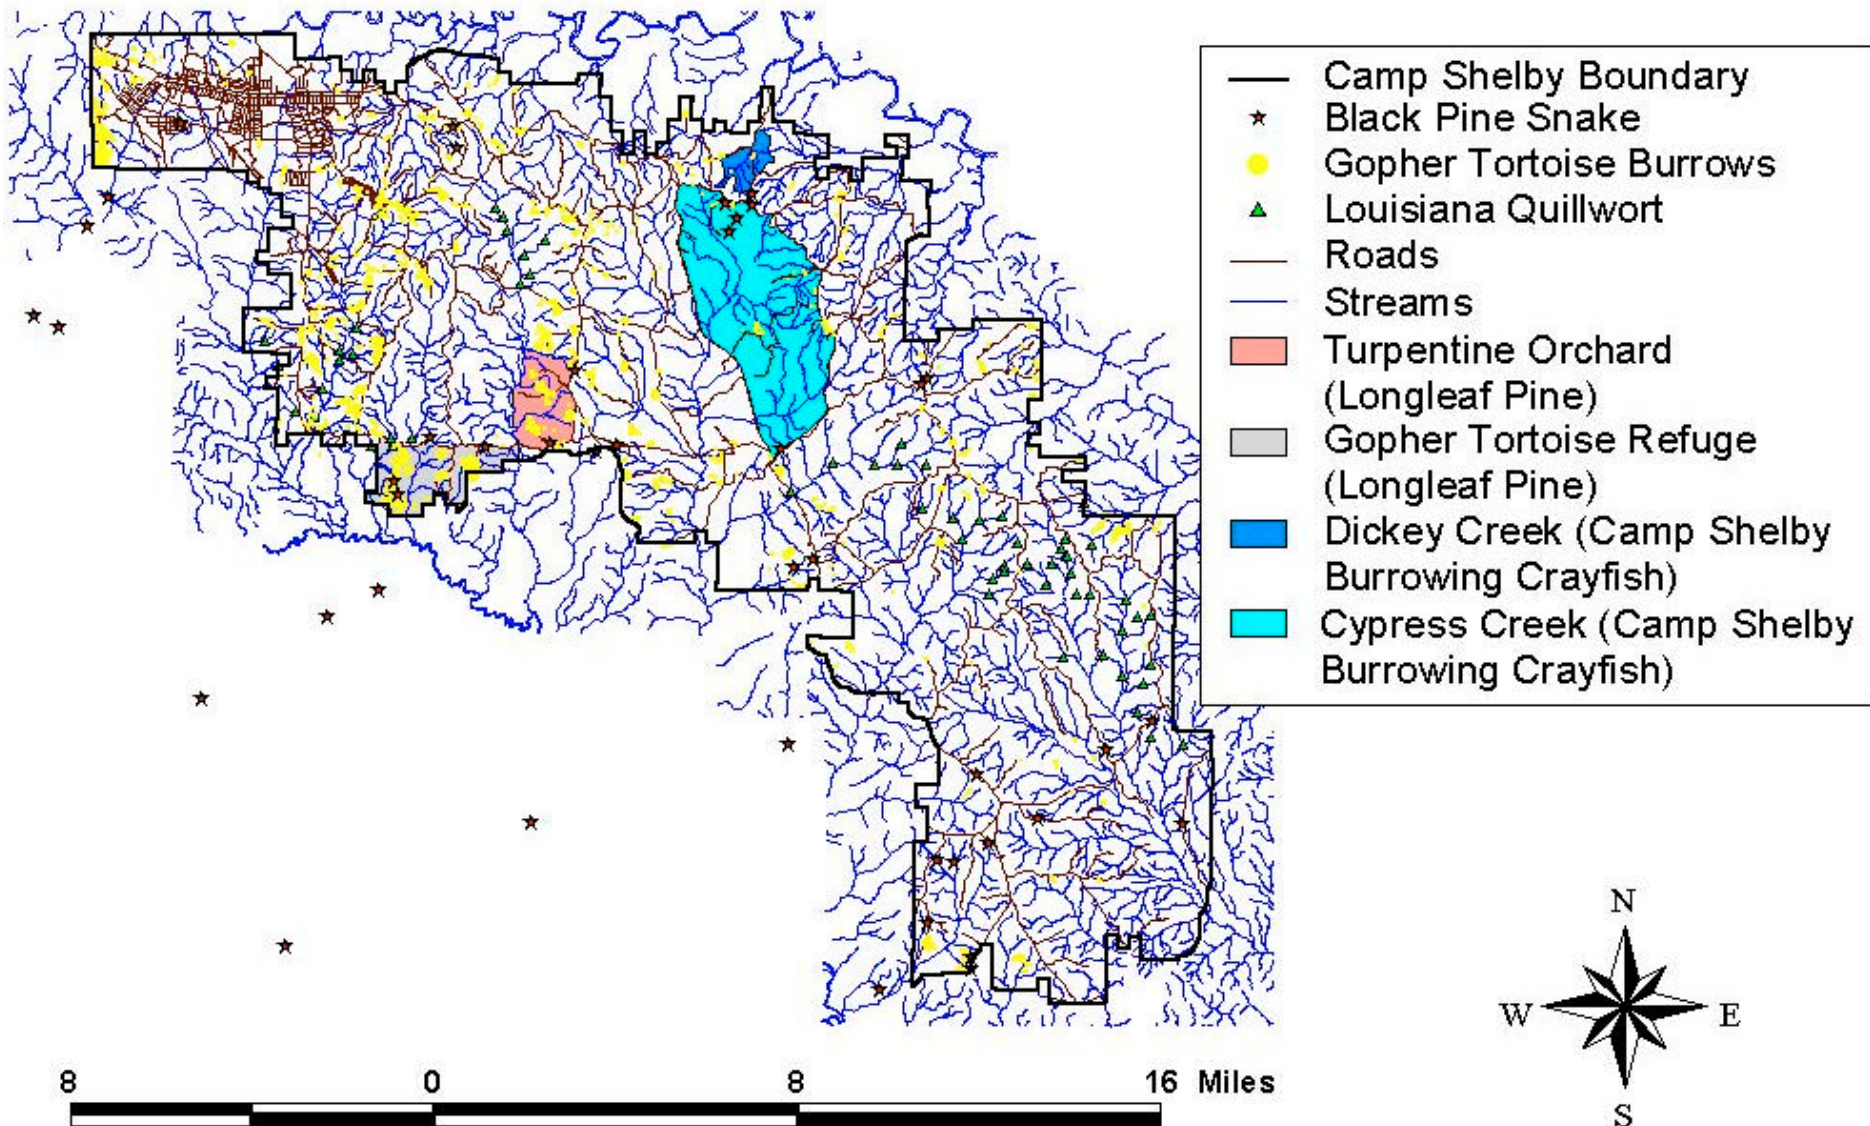 Camp Shelby Boundary
Black Pine Snake
Gopher Tortoise Burrows
Louisiana Quillwort
Roads
Streams
Turpentine Orchard
(Longleaf Pine)
Gopher Tortoise Refuge
(Longleaf Pine)
Dickey Creek (Camp Shelby
Burrowing Crayfish)
Cypress Creek (Camp Shelby
Burrowing Crayfish)
N
W E
S
8 0 8 16 Miles